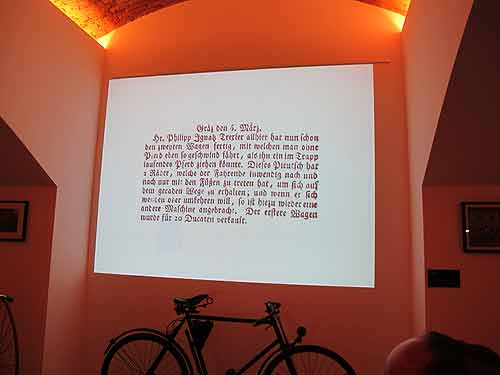 Gräz den 6. März.
Hr. Philipp Ignatz Trexler allhier hat nun schon
den zweyten Wagen fertig, mit welchen man ohne
Pferd eben so geschwind fährt, als ihn ein im Trapp
laufendes Pferd ziehen könnte. Dieses Pirutsch hat
2 Räder, welche der Fahrende inwendig nach und
nach nur mit den Füßen zu treten hat, um sich auf
dem geraden Wege zu erhalten; und wenn er sich
wenden oder umkehren will, so ist hiezu wieder eine
andere Maschine angebracht. Der erstere Wagen
wurde für 20 Ducaten verkauft.